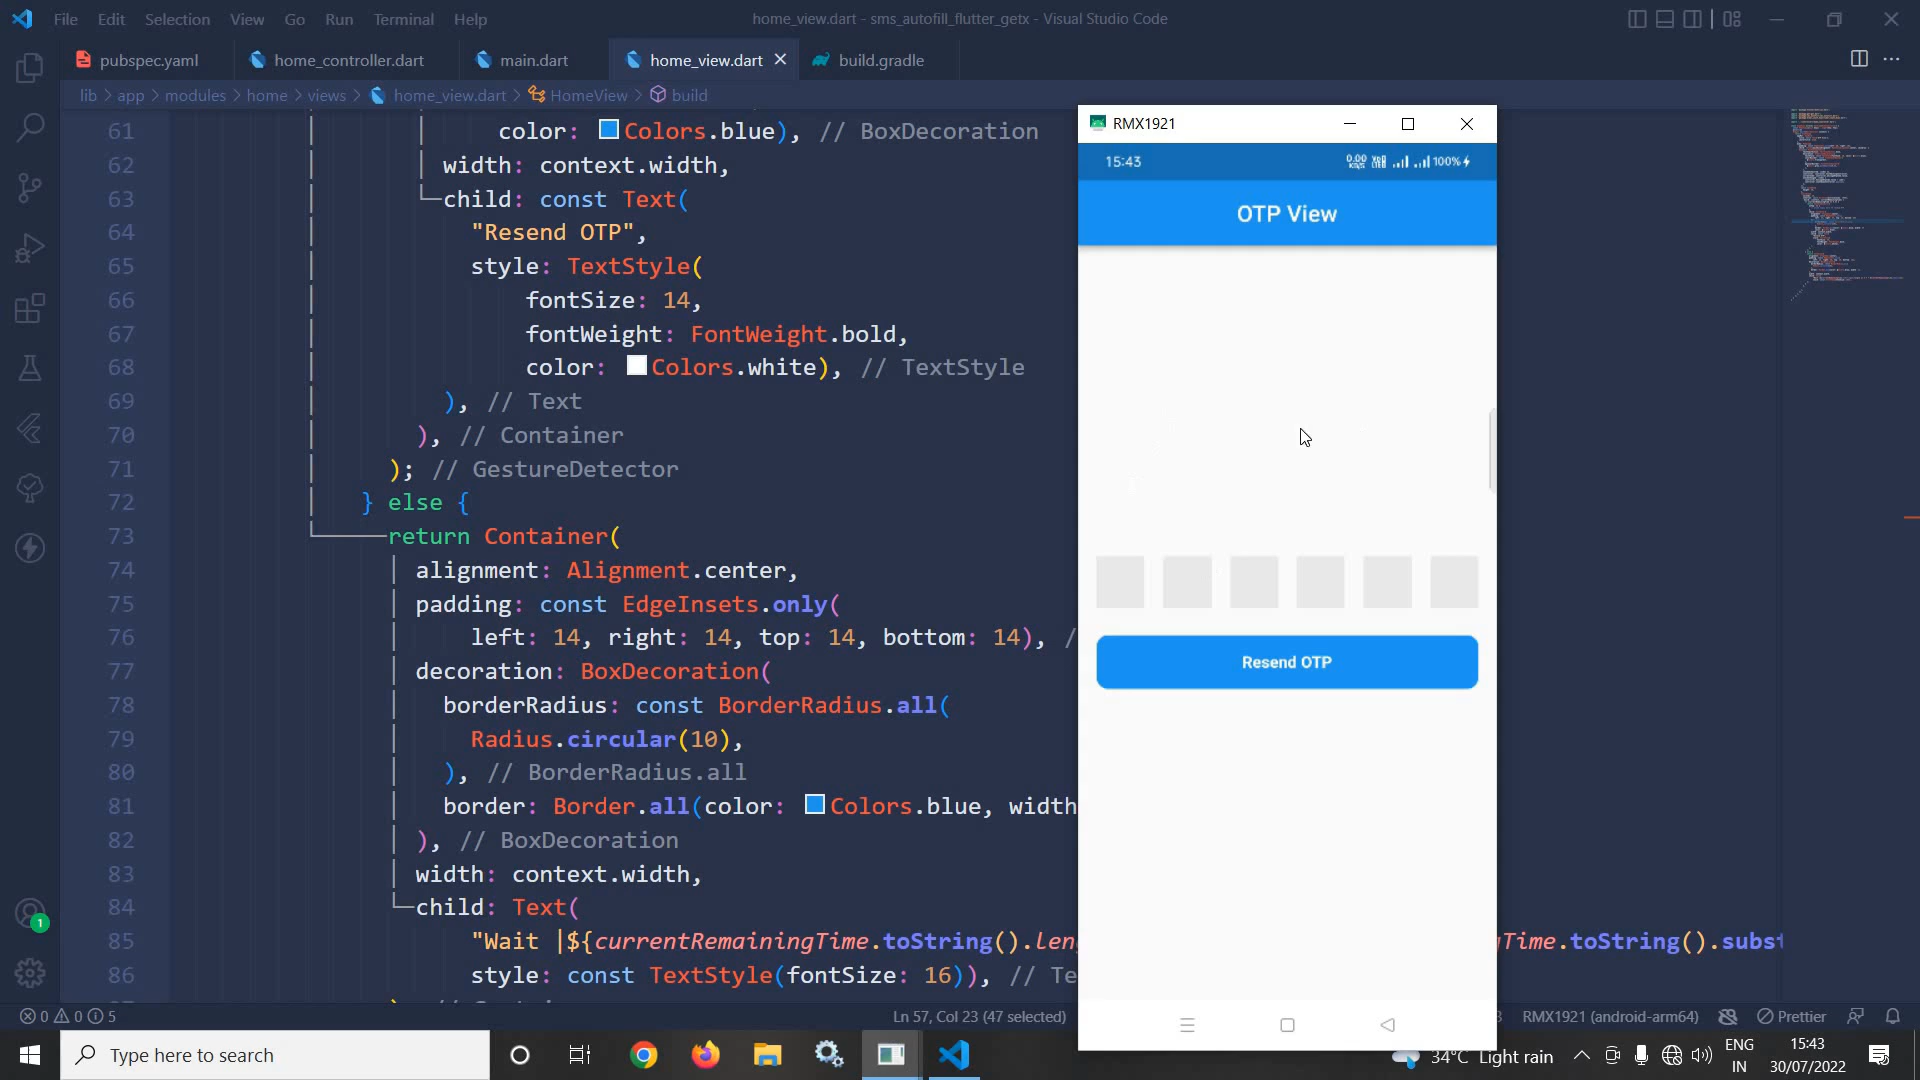 File Edit Selection View Go Run Terminal Help home_view.dart - sms_autofill_flutter_getx - Visual Studio Code
pubspec.yaml home_controller.dart main.dart home_view.dart build.gradle
lib > app > modules > home > views > home_view.dart > HomeView > build
61 color: Colors.blue), // BoxDecoration
62 width: context.width,
63 child: const Text(
64 "Resend OTP",
65 style: TextStyle(
66 fontSize: 14,
67 fontWeight: FontWeight.bold,
68 color: Colors.white), // TextStyle
69 ), // Text
70 ), // Container
71 ); // GestureDetector
72 } else {
73 return Container(
74 alignment: Alignment.center,
75 padding: const EdgeInsets.only(
76 left: 14, right: 14, top: 14, bottom: 14), /
77 decoration: BoxDecoration(
78 borderRadius: const BorderRadius.all(
79 Radius.circular(10),
80 ), // BorderRadius.all
81 border: Border.all(color: Colors.blue, width
82 ), // BoxDecoration
83 width: context.width,
84 child: Text(
85 "Wait |${currentRemainingTime.toString().leng Time.toString().subst
86 style: const TextStyle(fontSize: 16)), // Te
RMX1921
15:43 0.00 KB/S 100%
OTP View
Resend OTP
1
0 0 5 Ln 57, Col 23 (47 selected) RMX1921 (android-arm64) Prettier
Type here to search 34°C Light rain ENG IN 15:43 30/07/2022